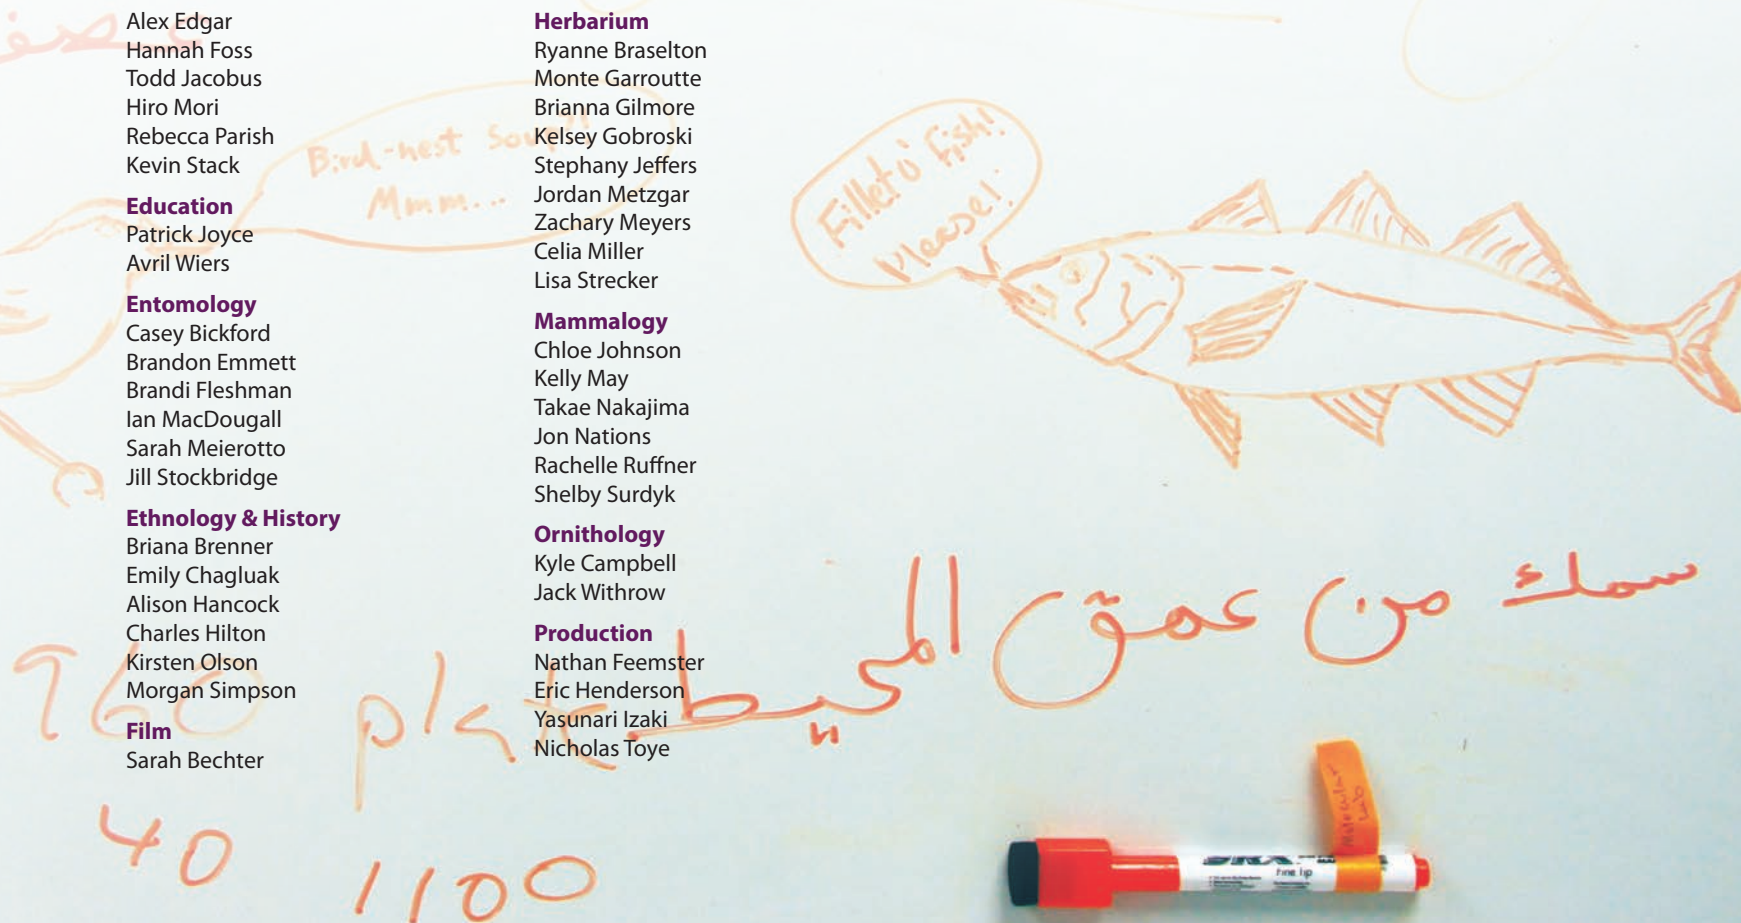 Alex Edgar
Hannah Foss
Todd Jacobus
Hiro Mori
Rebecca Parish
Kevin Stack
Education
Patrick Joyce
Avril Wiers
Entomology
Casey Bickford
Brandon Emmett
Brandi Fleshman
Ian MacDougall
Sarah Meierotto
Jill Stockbridge
Ethnology & History
Briana Brenner
Emily Chagluak
Alison Hancock
Charles Hilton
Kirsten Olson
Morgan Simpson
Film
Sarah Bechter
Herbarium
Ryanne Braselton
Monte Garroutte
Brianna Gilmore
Kelsey Gobroski
Stephany Jeffers
Jordan Metzgar
Zachary Meyers
Celia Miller
Lisa Strecker
Mammalogy
Chloe Johnson
Kelly May
Takae Nakajima
Jon Nations
Rachelle Ruffner
Shelby Surdyk
Ornithology
Kyle Campbell
Jack Withrow
Production
Nathan Feemster
Eric Henderson
Yasunari Izaki
Nicholas Toye
Bird-nest Soup!
Mmm...
Fillet o' Fish!
Please!
سمك من عمق المحيط
960 plate
40 1100
Molecular
Lab
fine tip